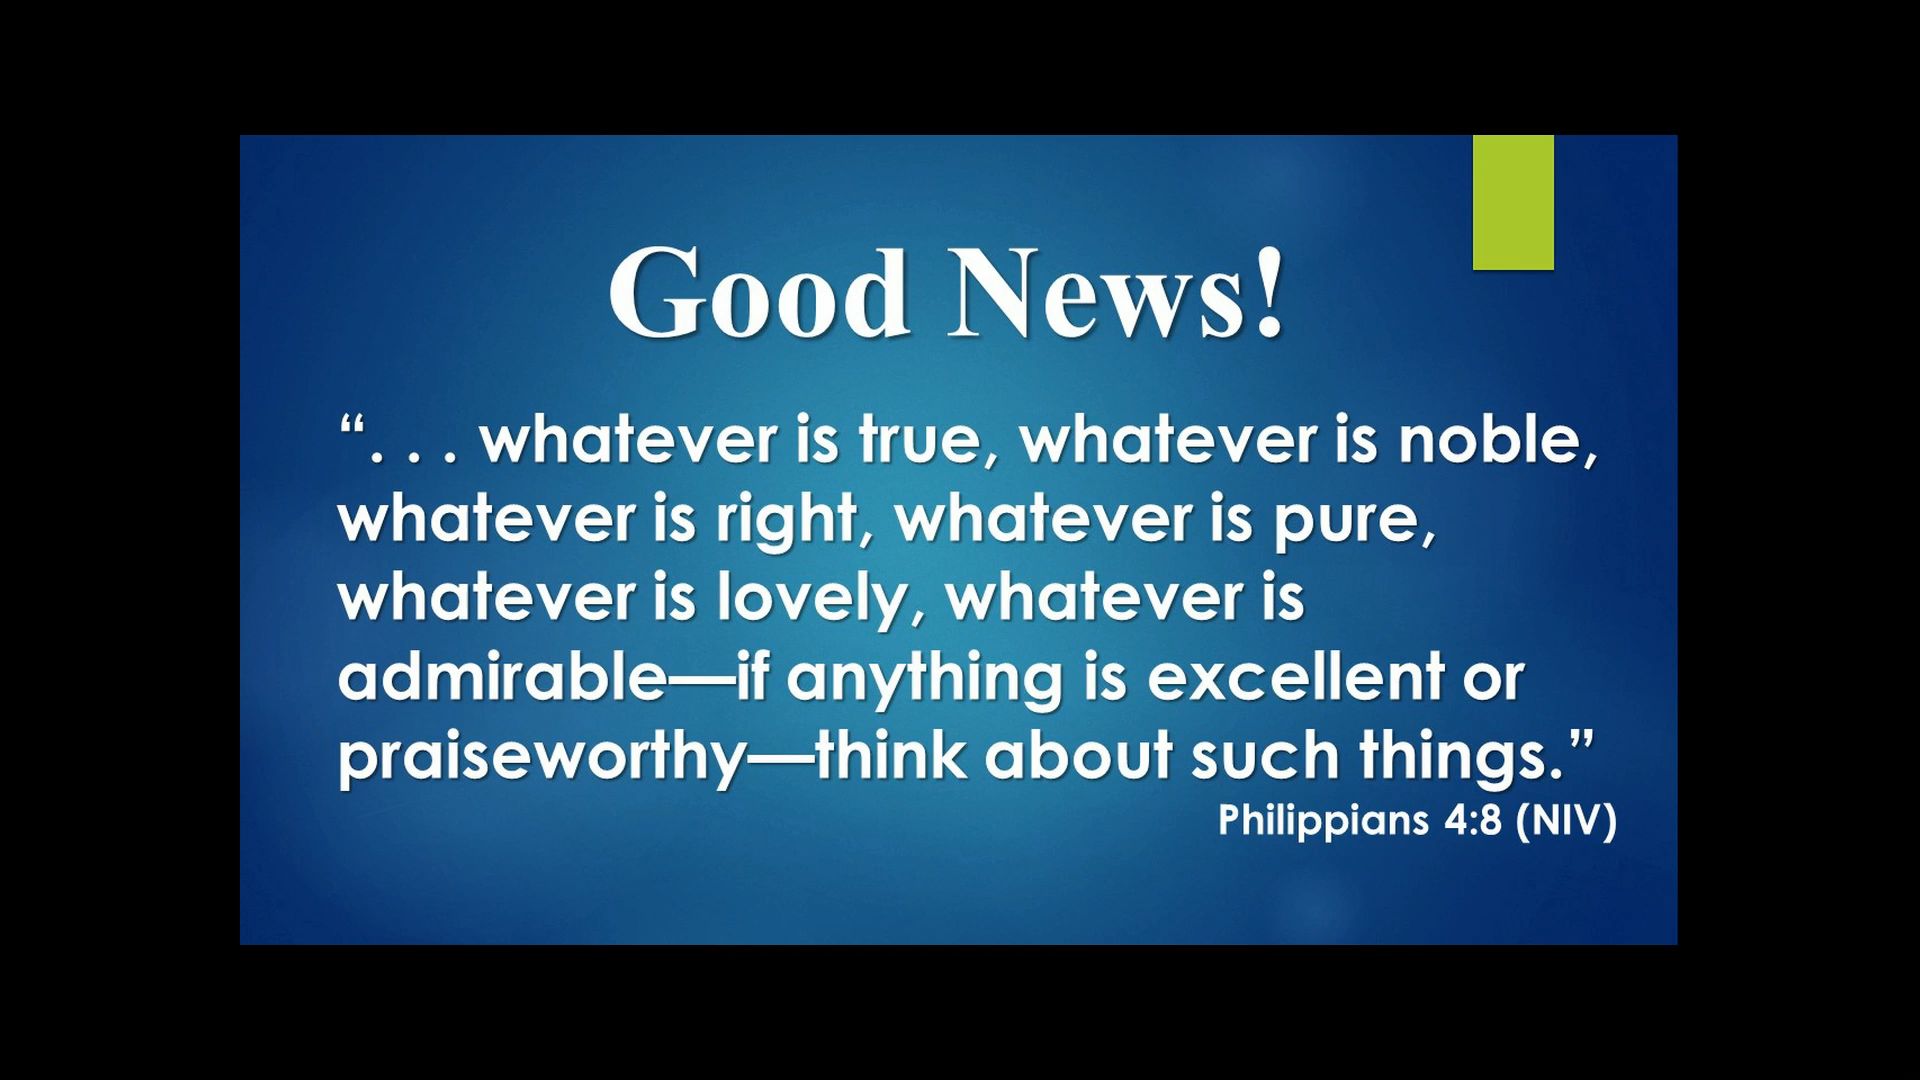 Good News!
“. . . whatever is true, whatever is noble,
whatever is right, whatever is pure,
whatever is lovely, whatever is
admirable—if anything is excellent or
praiseworthy—think about such things.”
Philippians 4:8 (NIV)